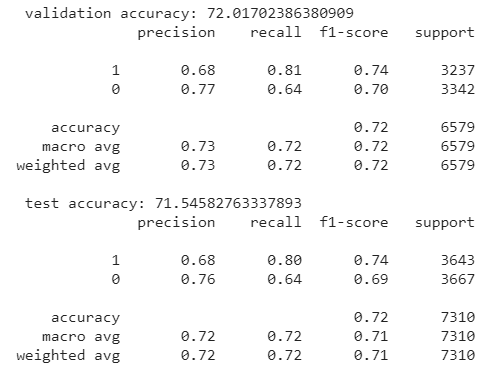 validation accuracy: 72.01702386380909
precision recall f1-score support
1 0.68 0.81 0.74 3237
0 0.77 0.64 0.70 3342
accuracy 0.72 6579
macro avg 0.73 0.72 0.72 6579
weighted avg 0.73 0.72 0.72 6579
test accuracy: 71.54582763337893
precision recall f1-score support
1 0.68 0.80 0.74 3643
0 0.76 0.64 0.69 3667
accuracy 0.72 7310
macro avg 0.72 0.72 0.71 7310
weighted avg 0.72 0.72 0.71 7310